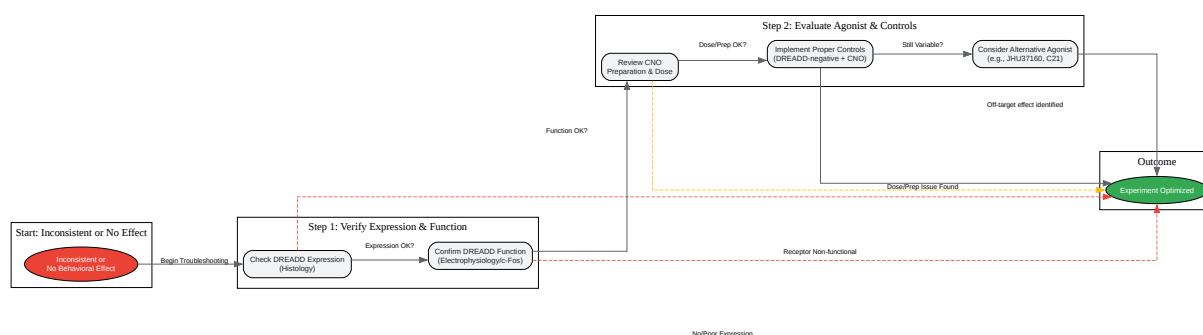 Step 2: Evaluate Agonist & Controls
Dose/Prep OK?
Still Variable?
Review CNO
Preparation & Dose
Implement Proper Controls
(DREADD-negative + CNO)
Consider Alternative Agonist
(e.g., JHU37160, C21)
Off-target effect identified
Function OK?
Outcome
Experiment Optimized
Dose/Prep Issue Found
Start: Inconsistent or No Effect
Inconsistent or
No Behavioral Effect
Begin Troubleshooting
Step 1: Verify Expression & Function
Expression OK?
Check DREADD Expression
(Histology)
Confirm DREADD Function
(Electrophysiology/c-Fos)
Receptor Non-functional
No/Poor Expression